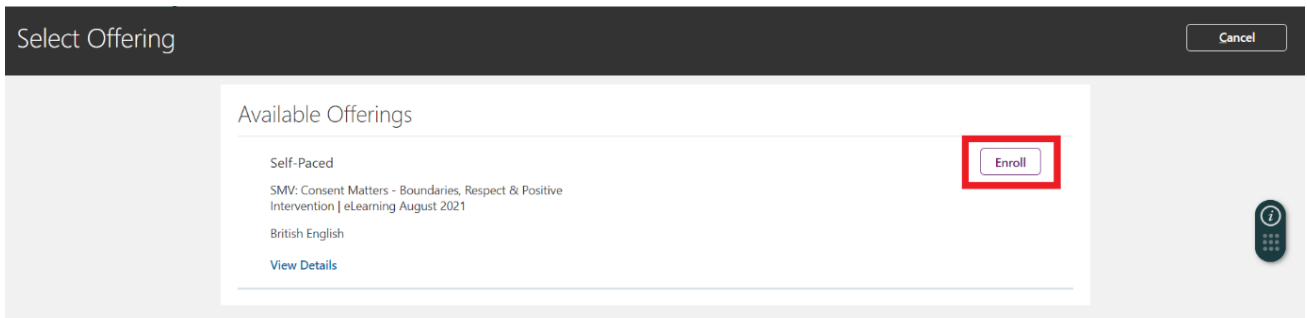 Select Offering
Cancel
Available Offerings
Self-Paced
Enroll
SMV: Consent Matters - Boundaries, Respect & Positive
Intervention | eLearning August 2021
British English
View Details
i